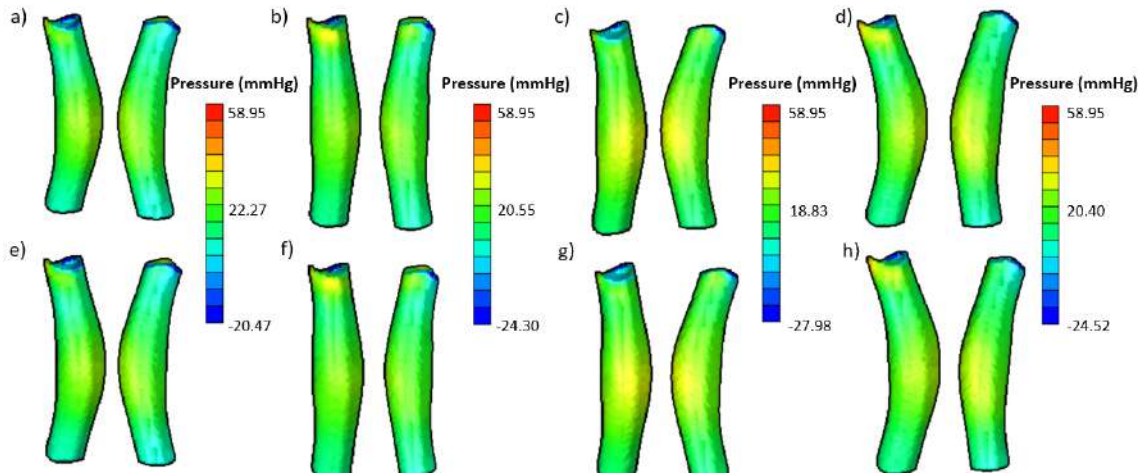 a)
b)
c)
d)
Pressure (mmHg)
58.95
22.27
-20.47
Pressure (mmHg)
58.95
20.55
-24.30
Pressure (mmHg)
58.95
18.83
-27.98
Pressure (mmHg)
58.95
20.40
-24.52
e)
f)
g)
h)